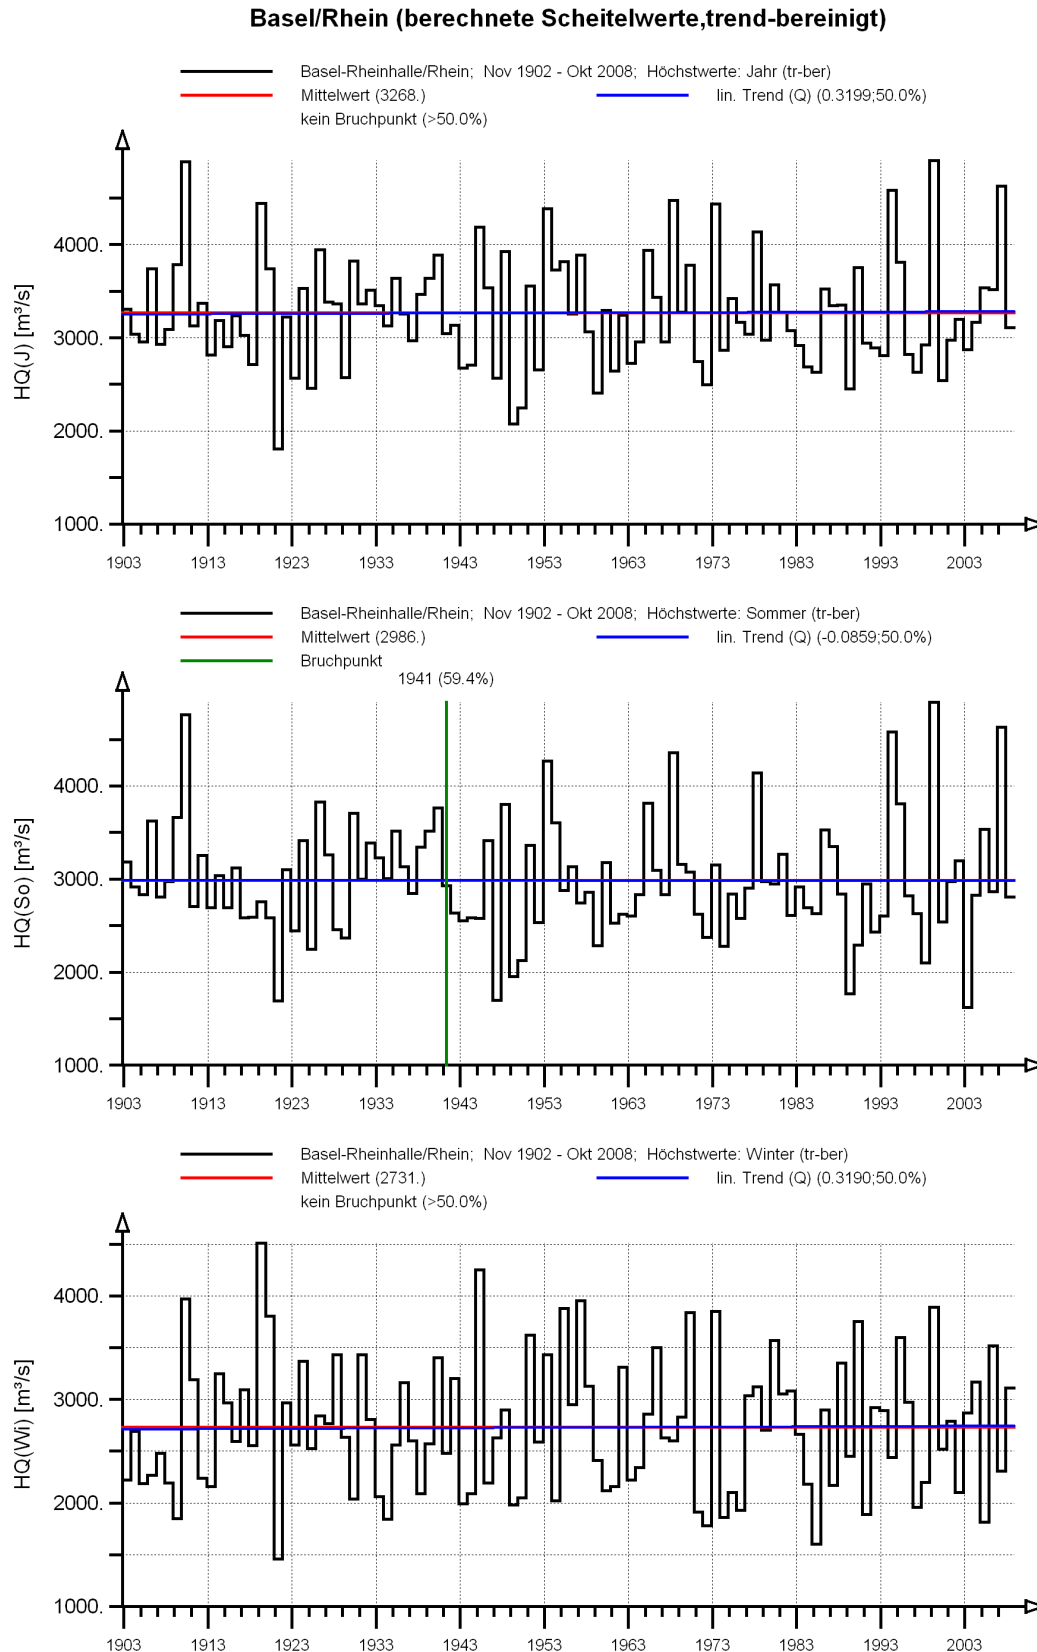 Basel/Rhein (berechnete Scheitelwerte,trend-bereinigt)
Basel-Rheinhalle/Rhein; Nov 1902 - Okt 2008; Höchstwerte: Jahr (tr-ber)
Mittelwert (3268.) lin. Trend (Q) (0.3199;50.0%)
kein Bruchpunkt (>50.0%)
HQ(J) [m³/s]
4000.
3000.
2000.
1000.
1903 1913 1923 1933 1943 1953 1963 1973 1983 1993 2003
Basel-Rheinhalle/Rhein; Nov 1902 - Okt 2008; Höchstwerte: Sommer (tr-ber)
Mittelwert (2986.) lin. Trend (Q) (-0.0859;50.0%)
Bruchpunkt
1941 (59.4%)
HQ(So) [m³/s]
4000.
3000.
2000.
1000.
1903 1913 1923 1933 1943 1953 1963 1973 1983 1993 2003
Basel-Rheinhalle/Rhein; Nov 1902 - Okt 2008; Höchstwerte: Winter (tr-ber)
Mittelwert (2731.) lin. Trend (Q) (0.3190;50.0%)
kein Bruchpunkt (>50.0%)
HQ(Wi) [m³/s]
4000.
3000.
2000.
1000.
1903 1913 1923 1933 1943 1953 1963 1973 1983 1993 2003